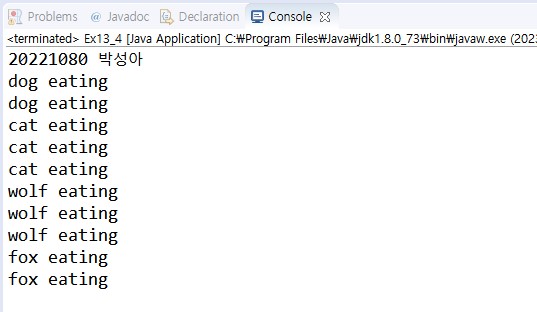 Problems @ Javadoc Declaration Console
<terminated> Ex13_4 [Java Application] C:₩Program Files₩Java₩jdk1.8.0_73₩bin₩javaw.exe (202
20221080 박성아
dog eating
dog eating
cat eating
cat eating
cat eating
wolf eating
wolf eating
wolf eating
fox eating
fox eating